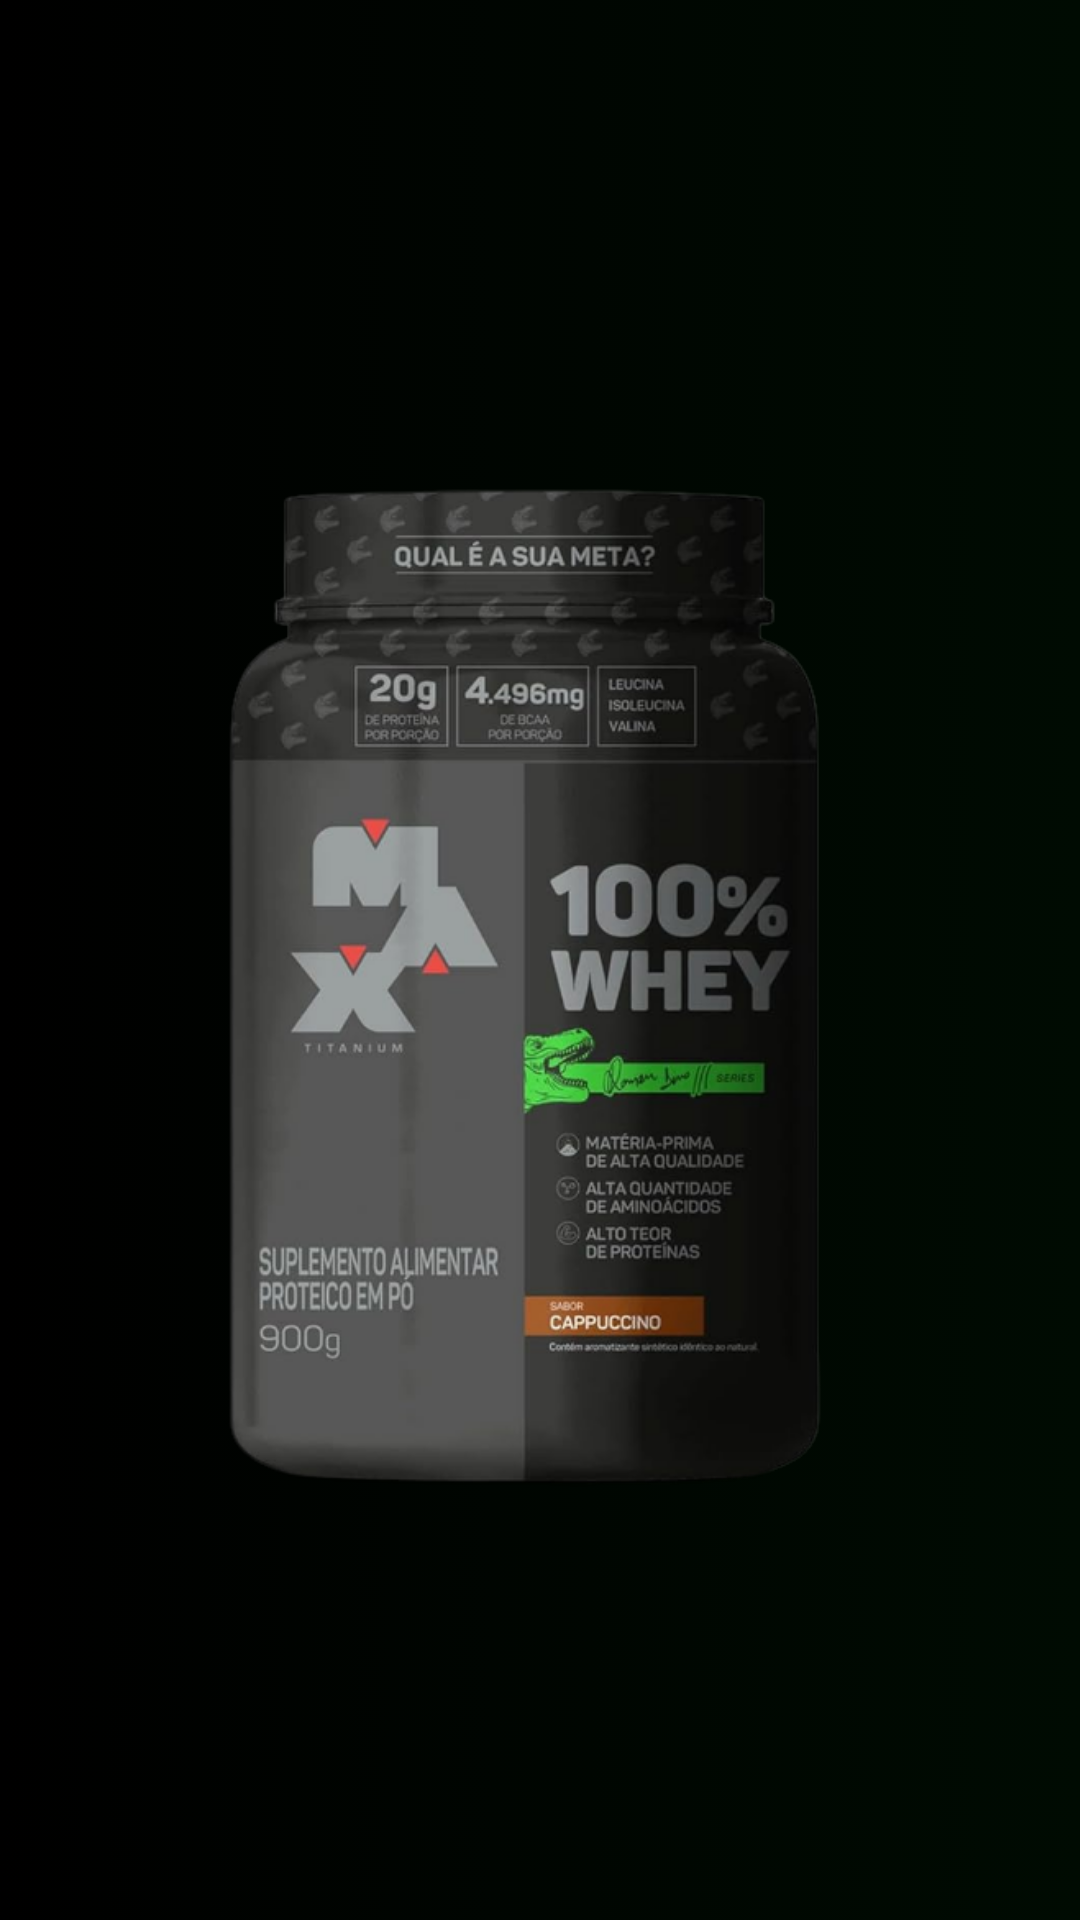 QUAL É A SUA META?
20g
DE PROTEÍNA
POR PORÇÃO
4.496mg
DE BCAA
POR PORÇÃO
LEUCINA
ISOLEUCINA
VALINA
MAX
TITANIUM
100%
WHEY
SERIES
MATÉRIA-PRIMA
DE ALTA QUALIDADE
ALTA QUANTIDADE
DE AMINOÁCIDOS
ALTO TEOR
DE PROTEÍNAS
SUPLEMENTO ALIMENTAR
PROTEICO EM PÓ
900g
SABOR
CAPPUCCINO
Contém aromatizante sintético idêntico ao natural.